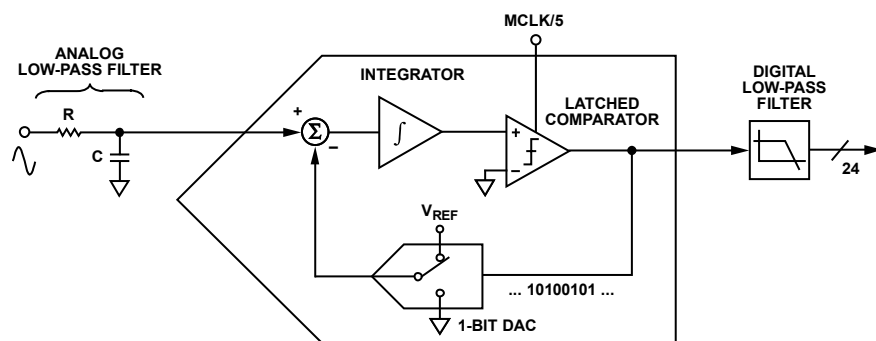 MCLK/5
ANALOG
LOW-PASS FILTER
INTEGRATOR
LATCHED
COMPARATOR
DIGITAL
LOW-PASS
FILTER
R
C
+
Σ
–
∫
+
–
24
VREF
... 10100101 ...
1-BIT DAC